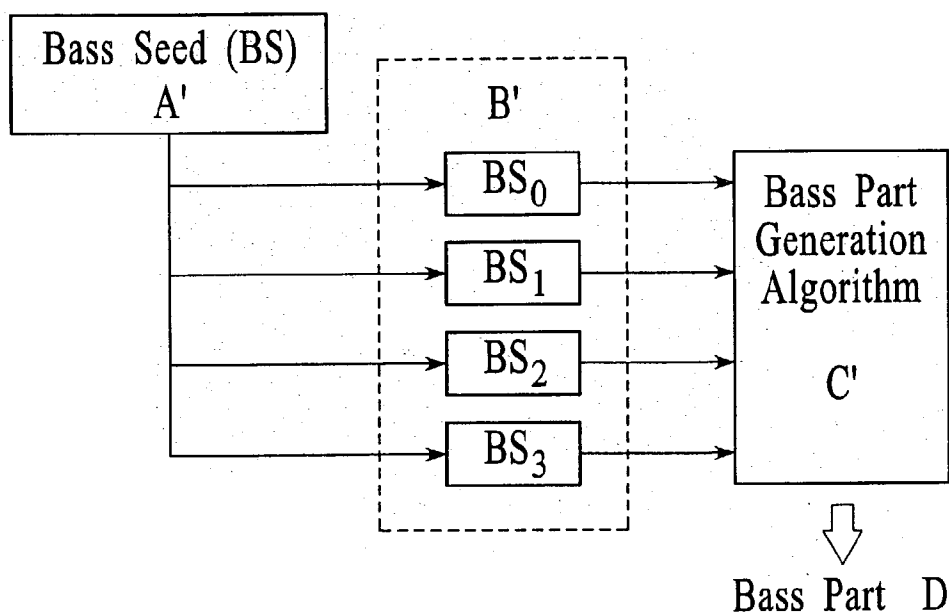 Bass Seed (BS)
A'
B'
BS₀
BS₁
BS₂
BS₃
Bass Part
Generation
Algorithm
C'
Bass Part D